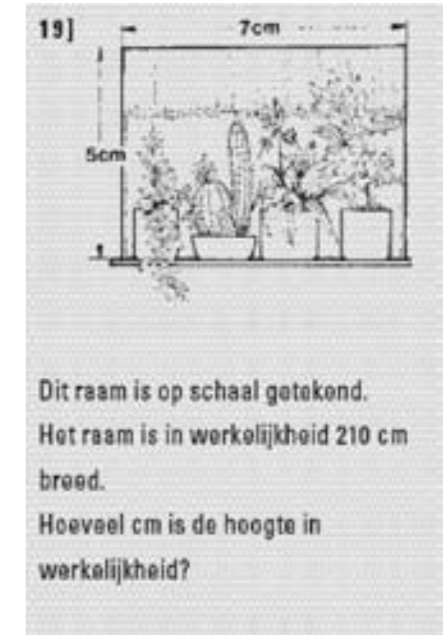 19]
7cm
5cm
Dit raam is op schaal getekend.
Het raam is in werkelijkheid 210 cm
breed.
Hoeveel cm is de hoogte in
werkelijkheid?